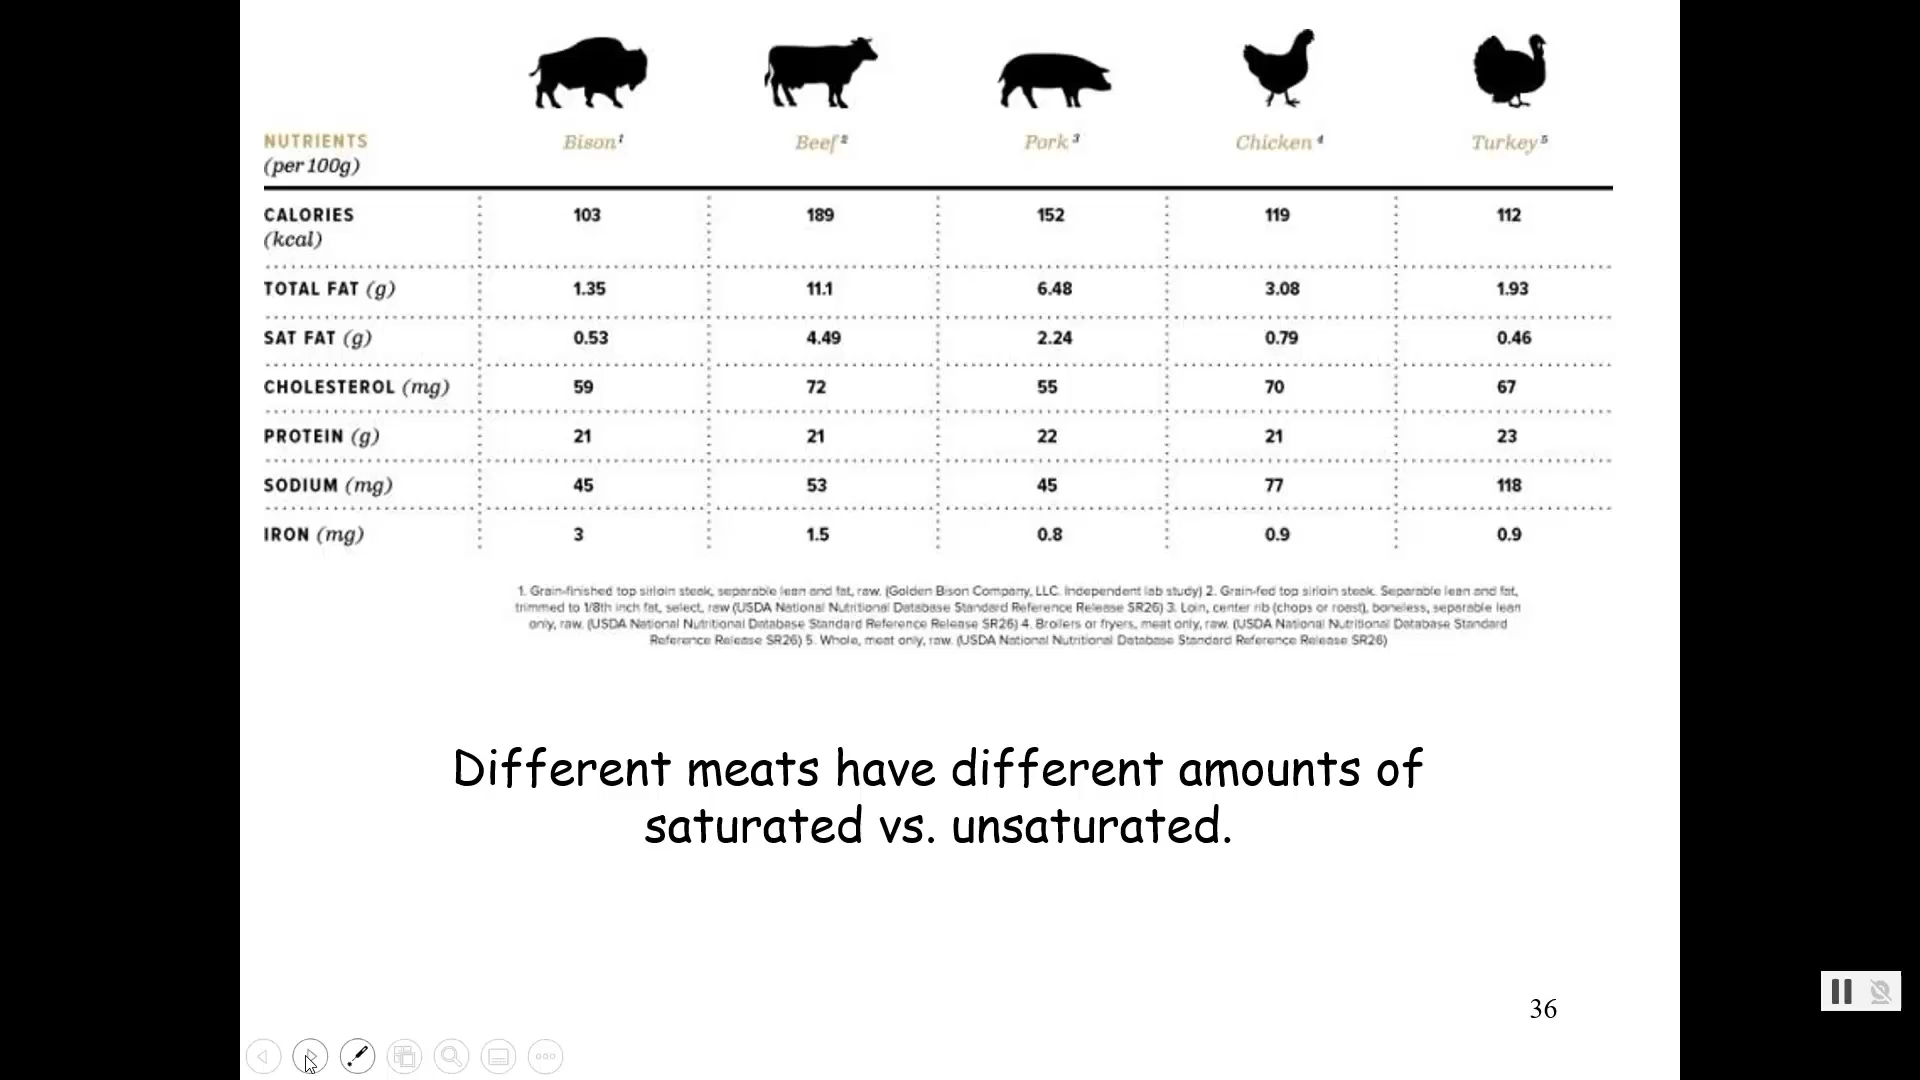 Bison¹ Beef² Pork³ Chicken⁴ Turkey⁵
NUTRIENTS
(per 100g)
CALORIES 103 189 152 119 112
(kcal)
TOTAL FAT (g) 1.35 11.1 6.48 3.08 1.93
SAT FAT (g) 0.53 4.49 2.24 0.79 0.46
CHOLESTEROL (mg) 59 72 55 70 67
PROTEIN (g) 21 21 22 21 23
SODIUM (mg) 45 53 45 77 118
IRON (mg) 3 1.5 0.8 0.9 0.9
1. Grain-finished top sirloin steak, separable lean and fat, raw. (Golden Bison Company, LLC. Independent lab study) 2. Grain-fed top sirloin steak. Separable lean and fat,
trimmed to 1/8th inch fat, select, raw (USDA National Nutritional Database Standard Reference Release SR26) 3. Loin, center rib (chops or roast), boneless, separable lean
only, raw. (USDA National Nutritional Database Standard Reference Release SR26) 4. Broilers or fryers, meat only, raw. (USDA National Nutritional Database Standard
Reference Release SR26) 5. Whole, meat only, raw. (USDA National Nutritional Database Standard Reference Release SR26)
Different meats have different amounts of
saturated vs. unsaturated.
36